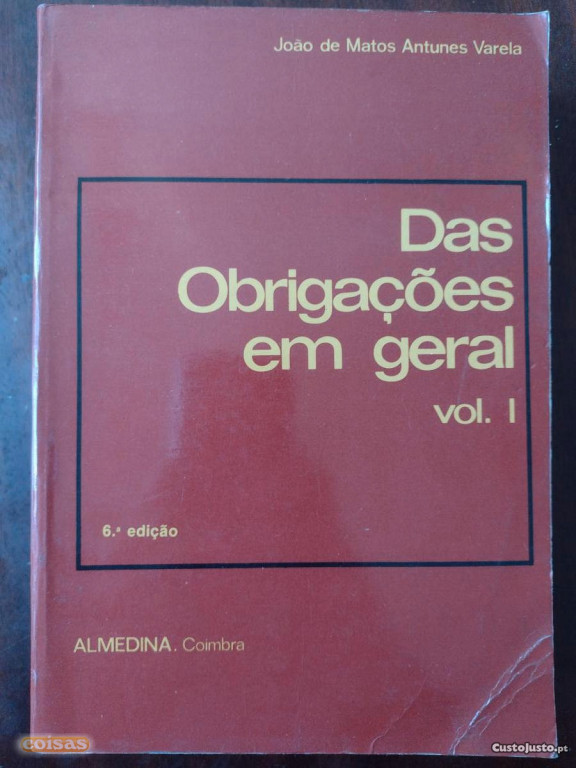 João de Matos Antunes Varela
Das
Obrigações
em geral
vol. I
6.ª edição
ALMEDINA. Coimbra
coisas
CustoJusto.pt